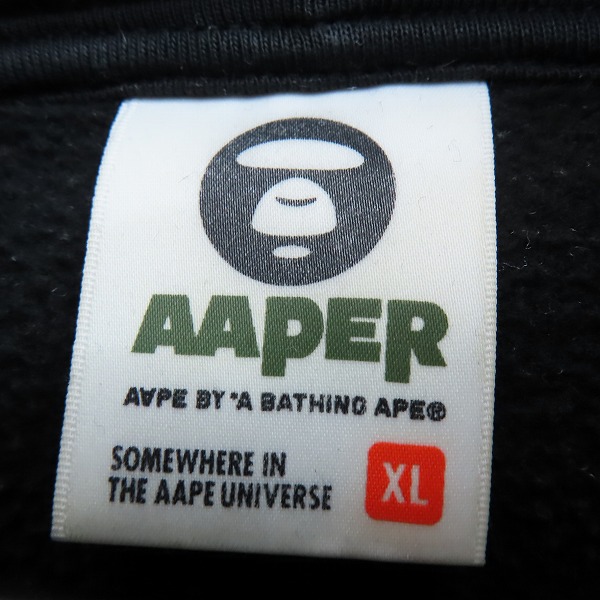 AAPER
AAPE BY *A BATHING APE®
SOMEWHERE IN
THE AAPE UNIVERSE
XL